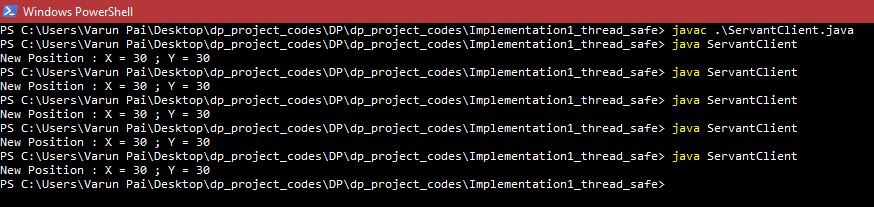 Windows PowerShell
PS C:\Users\Varun Pai\Desktop\dp_project_codes\DP\dp_project_codes\Implementation1_thread_safe> javac .\ServantClient.java
PS C:\Users\Varun Pai\Desktop\dp_project_codes\DP\dp_project_codes\Implementation1_thread_safe> java ServantClient
New Position : X = 30 ; Y = 30
PS C:\Users\Varun Pai\Desktop\dp_project_codes\DP\dp_project_codes\Implementation1_thread_safe> java ServantClient
New Position : X = 30 ; Y = 30
PS C:\Users\Varun Pai\Desktop\dp_project_codes\DP\dp_project_codes\Implementation1_thread_safe> java ServantClient
New Position : X = 30 ; Y = 30
PS C:\Users\Varun Pai\Desktop\dp_project_codes\DP\dp_project_codes\Implementation1_thread_safe> java ServantClient
New Position : X = 30 ; Y = 30
PS C:\Users\Varun Pai\Desktop\dp_project_codes\DP\dp_project_codes\Implementation1_thread_safe> java ServantClient
New Position : X = 30 ; Y = 30
PS C:\Users\Varun Pai\Desktop\dp_project_codes\DP\dp_project_codes\Implementation1_thread_safe>